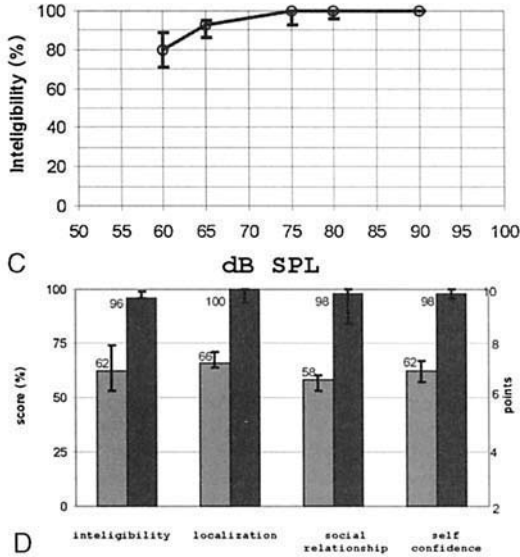 Inteligibility (%)
100
80
60
40
20
0
50 55 60 65 70 75 80 85 90 95 100
C dB SPL
score (%)
100
75
50
25
0
62 96 66 100 58 98 62 98
10
8
6
4
2
points
inteligibility localization social relationship self confidence
D